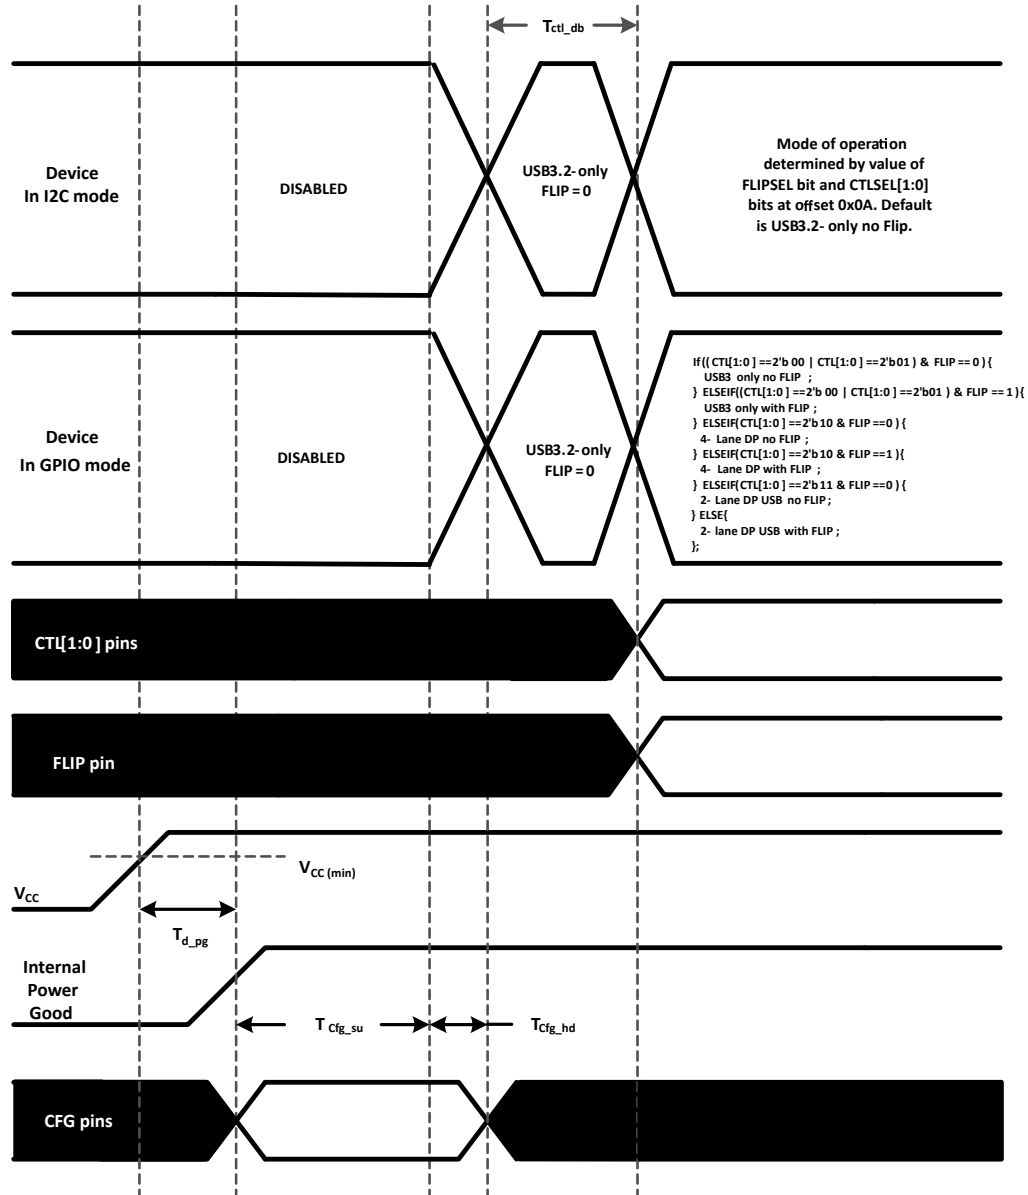 Tctl_db
Device
In I2C mode
DISABLED
USB3.2- only
FLIP = 0
Mode of operation
determined by value of
FLIPSEL bit and CTLSEL[1:0]
bits at offset 0x0A. Default
is USB3.2- only no Flip.
Device
In GPIO mode
DISABLED
USB3.2- only
FLIP = 0
If(( CTL[1:0 ] ==2'b 00 | CTL[1:0 ] ==2'b01 ) & FLIP == 0 ) {
USB3 only no FLIP ;
} ELSEIF((CTL[1:0 ] ==2'b 00 | CTL[1:0 ] ==2'b01 ) & FLIP == 1 ){
USB3 only with FLIP ;
} ELSEIF(CTL[1:0 ] ==2'b 10 & FLIP ==0 ) {
4- Lane DP no FLIP ;
} ELSEIF(CTL[1:0 ] ==2'b 10 & FLIP ==1 ){
4- Lane DP with FLIP ;
} ELSEIF(CTL[1:0 ] ==2'b 11 & FLIP ==0 ) {
2- Lane DP USB no FLIP ;
} ELSE{
2- lane DP USB with FLIP ;
};
CTL[1:0 ] pins
FLIP pin
VCC (min)
VCC
Td_pg
Internal
Power
Good
T Cfg_su
TCfg_hd
CFG pins